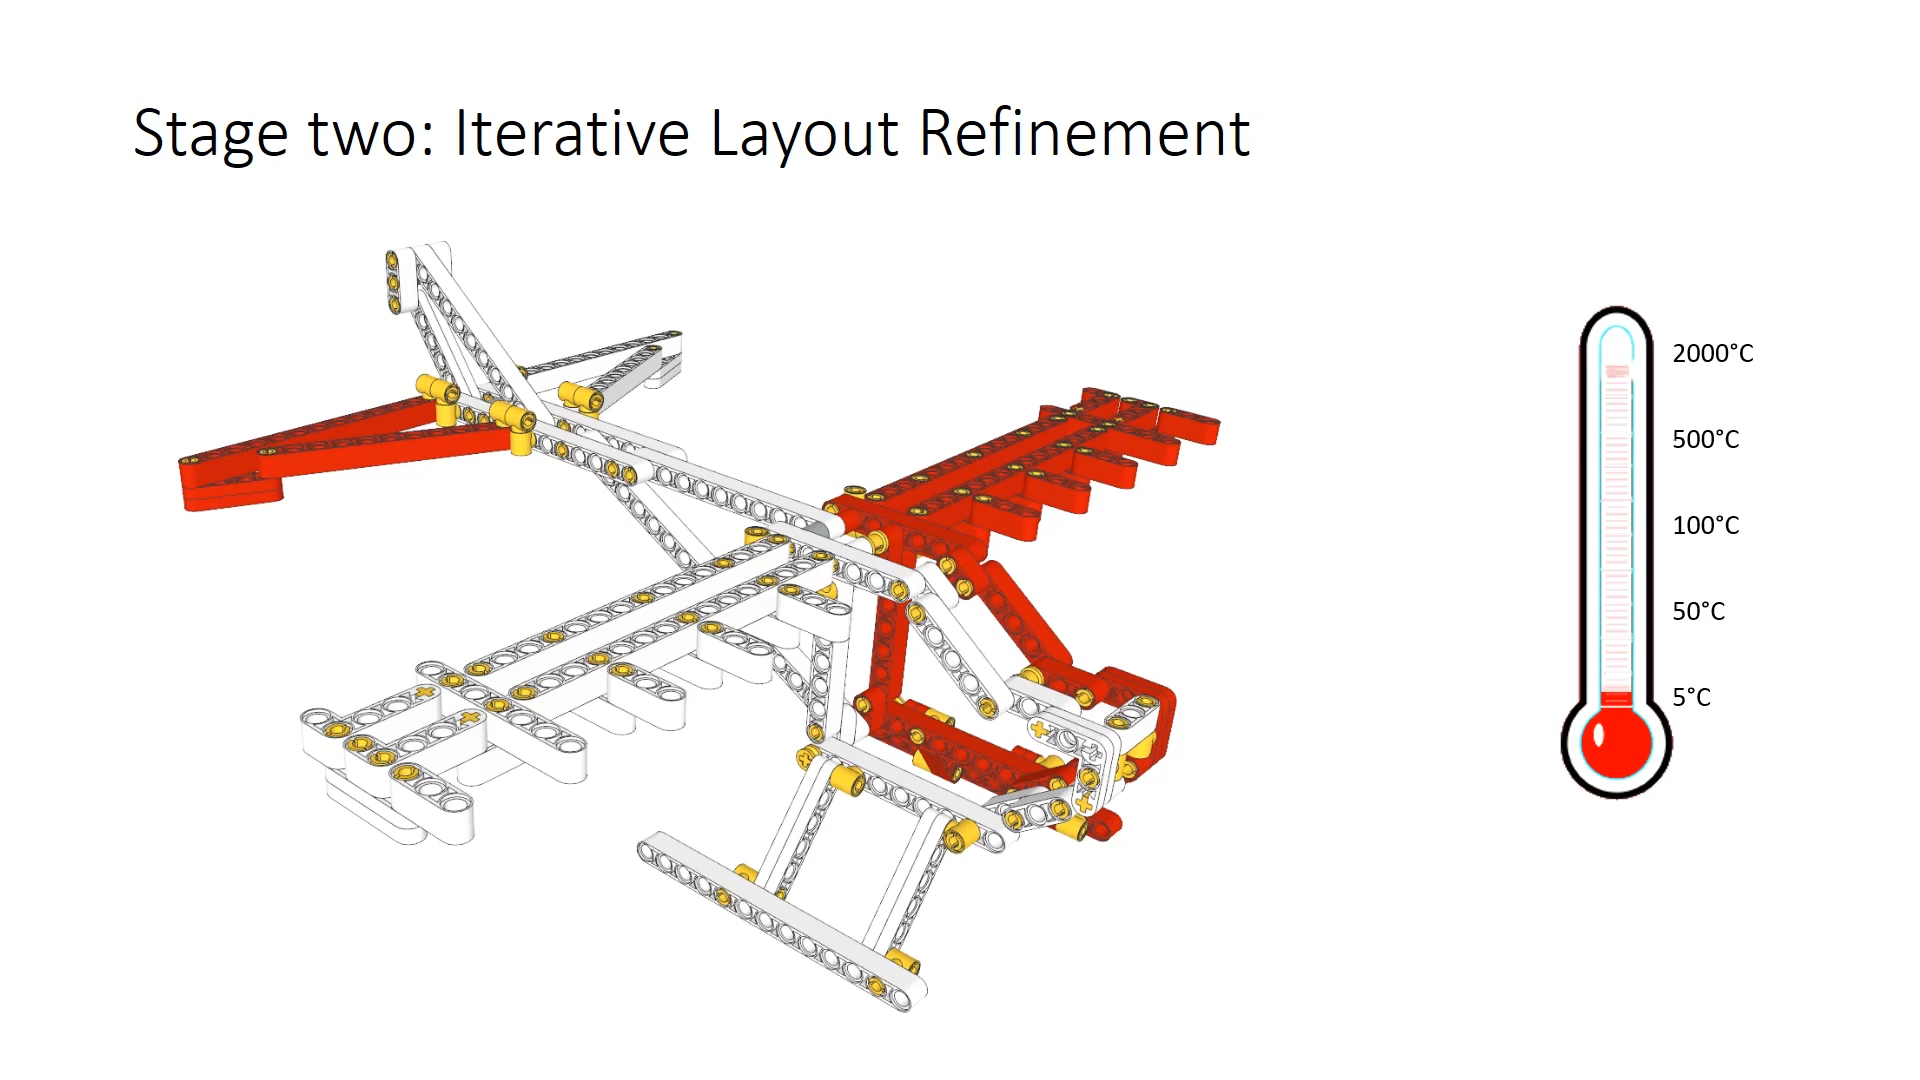 Stage two: Iterative Layout Refinement
2000°C
500°C
100°C
50°C
5°C